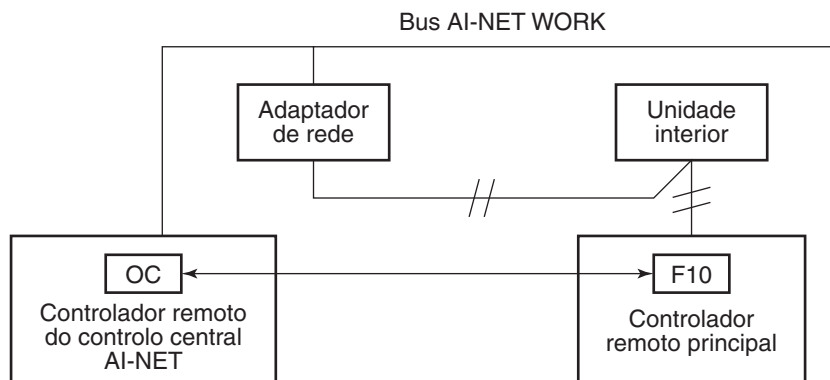 Bus AI-NET WORK
Adaptador
de rede
Unidade
interior
OC
F10
Controlador remoto
do controlo central
AI-NET
Controlador
remoto principal